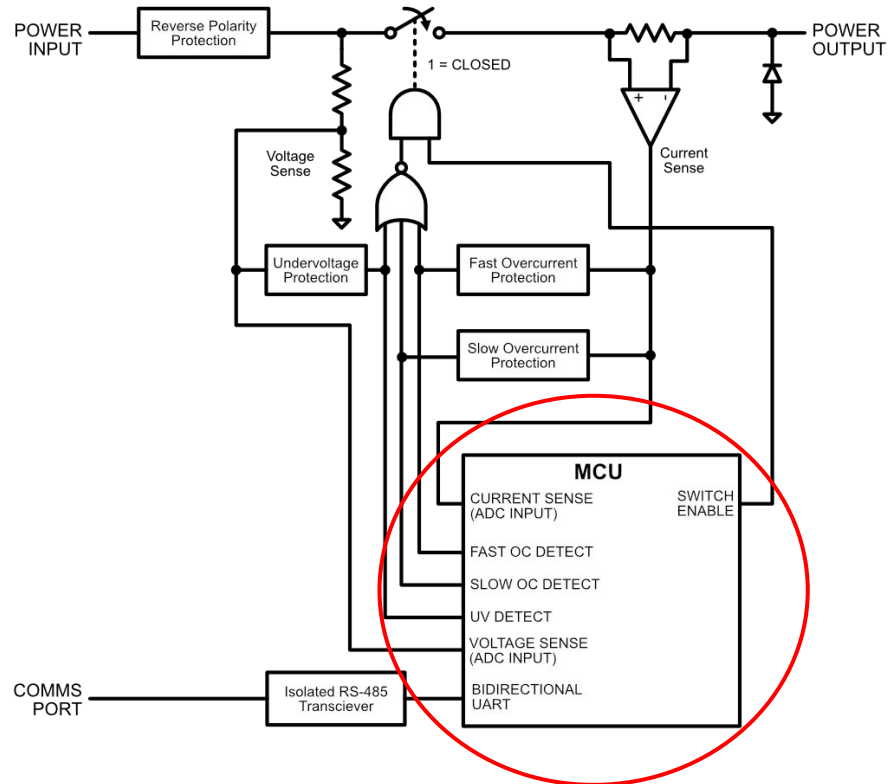 POWER
INPUT
Reverse Polarity
Protection
1 = CLOSED
POWER
OUTPUT
+ -
Voltage
Sense
Current
Sense
Undervoltage
Protection
Fast Overcurrent
Protection
Slow Overcurrent
Protection
MCU
CURRENT SENSE
(ADC INPUT)
SWITCH
ENABLE
FAST OC DETECT
SLOW OC DETECT
UV DETECT
VOLTAGE SENSE
(ADC INPUT)
BIDIRECTIONAL
UART
COMMS
PORT
Isolated RS-485
Transciever